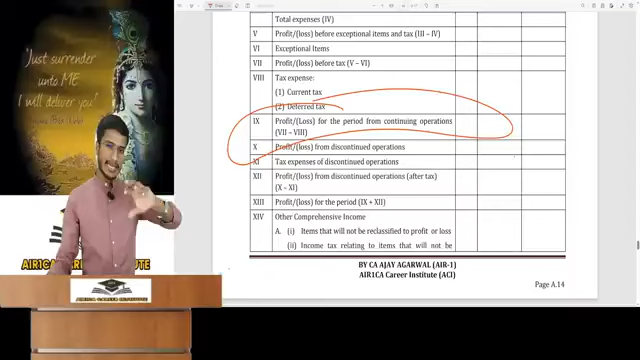 "Just surrender
unto ME
I will deliver you"
AIR1CA CAREER INSTITUTE
Total expenses (IV)
V Profit/(loss) before exceptional items and tax (III – IV)
VI Exceptional Items
VII Profit/(loss) before tax (V – VI)
VIII Tax expense:
(1) Current tax
(2) Deferred tax
IX Profit/(Loss) for the period from continuing operations
(VII – VIII)
X Profit/(loss) from discontinued operations
XI Tax expenses of discontinued operations
XII Profit/(loss) from discontinued operations (after tax)
(X – XI)
XIII Profit/(loss) for the period (IX + XII)
XIV Other Comprehensive Income
A. (i) Items that will not be reclassified to profit or loss
(ii) Income tax relating to items that will not be
BY CA AJAY AGARWAL (AIR-1)
AIR1CA Career Institute (ACI)
Page A.14